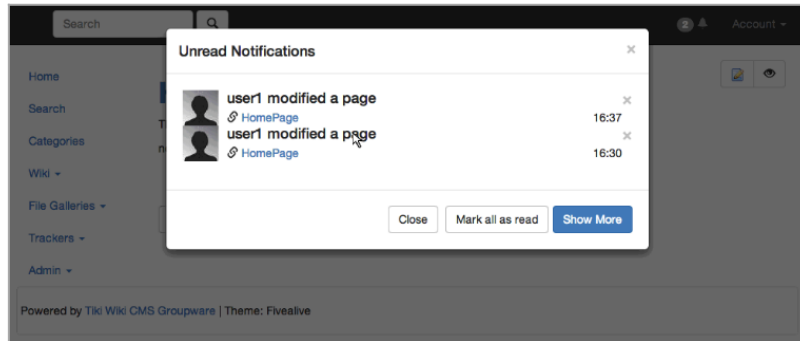 Search
2
Account
Unread Notifications
×
Home
user1 modified a page
×
HomePage
16:37
Search
user1 modified a page
×
HomePage
16:30
Categories
Wiki
File Galleries
Close
Mark all as read
Show More
Trackers
Admin
Powered by Tiki Wiki CMS Groupware | Theme: Fivealive